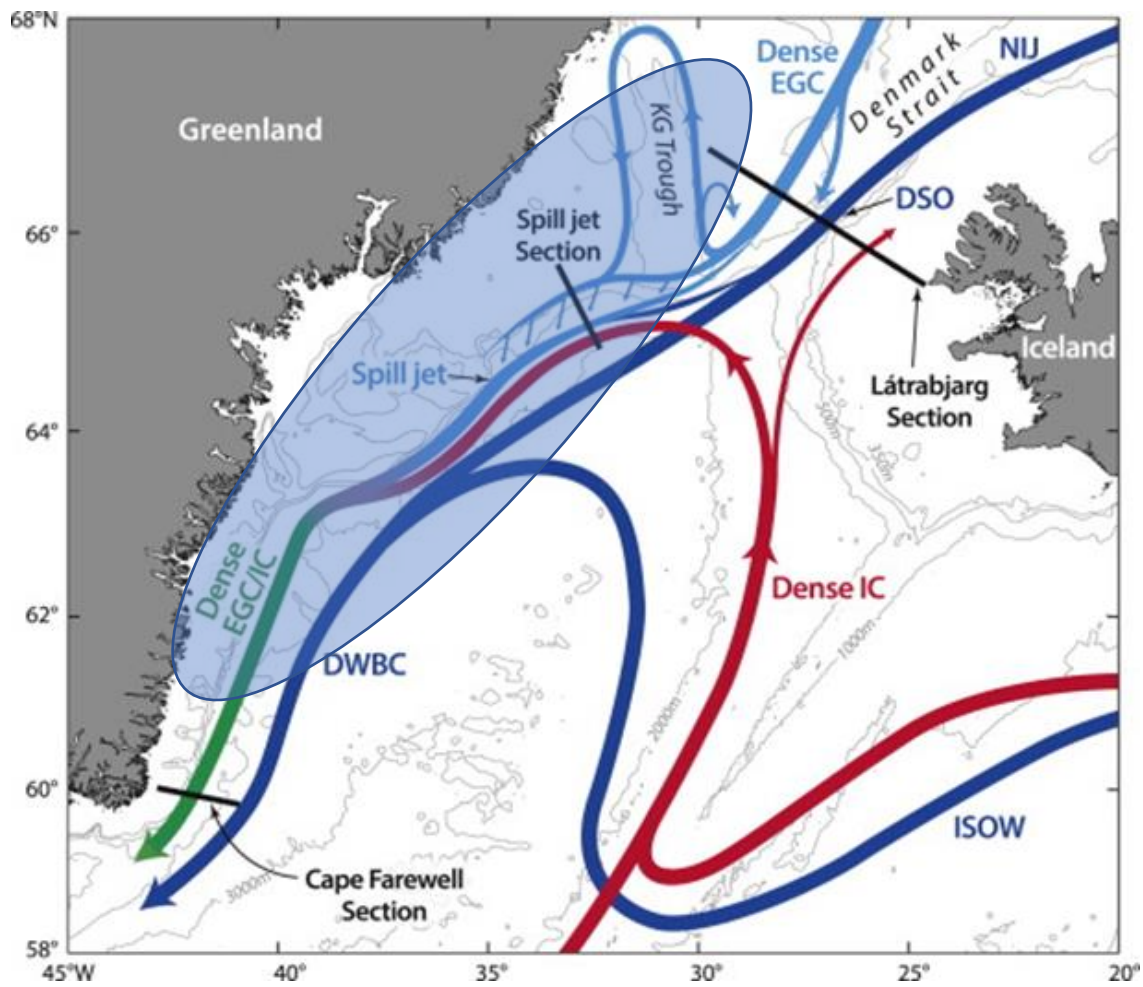 68°N
Dense
EGC
NIJ
Denmark
Strait
Greenland
KG Trough
DSO
66°
Spill jet
Section
Iceland
Spill jet
Látrabjarg
Section
64°
500m
350m
Dense
EGC/IC
Dense IC
62°
1000m
DWBC
2000m
60°
ISOW
3000m
Cape Farewell
Section
58°
45°W
40°
35°
30°
25°
20°